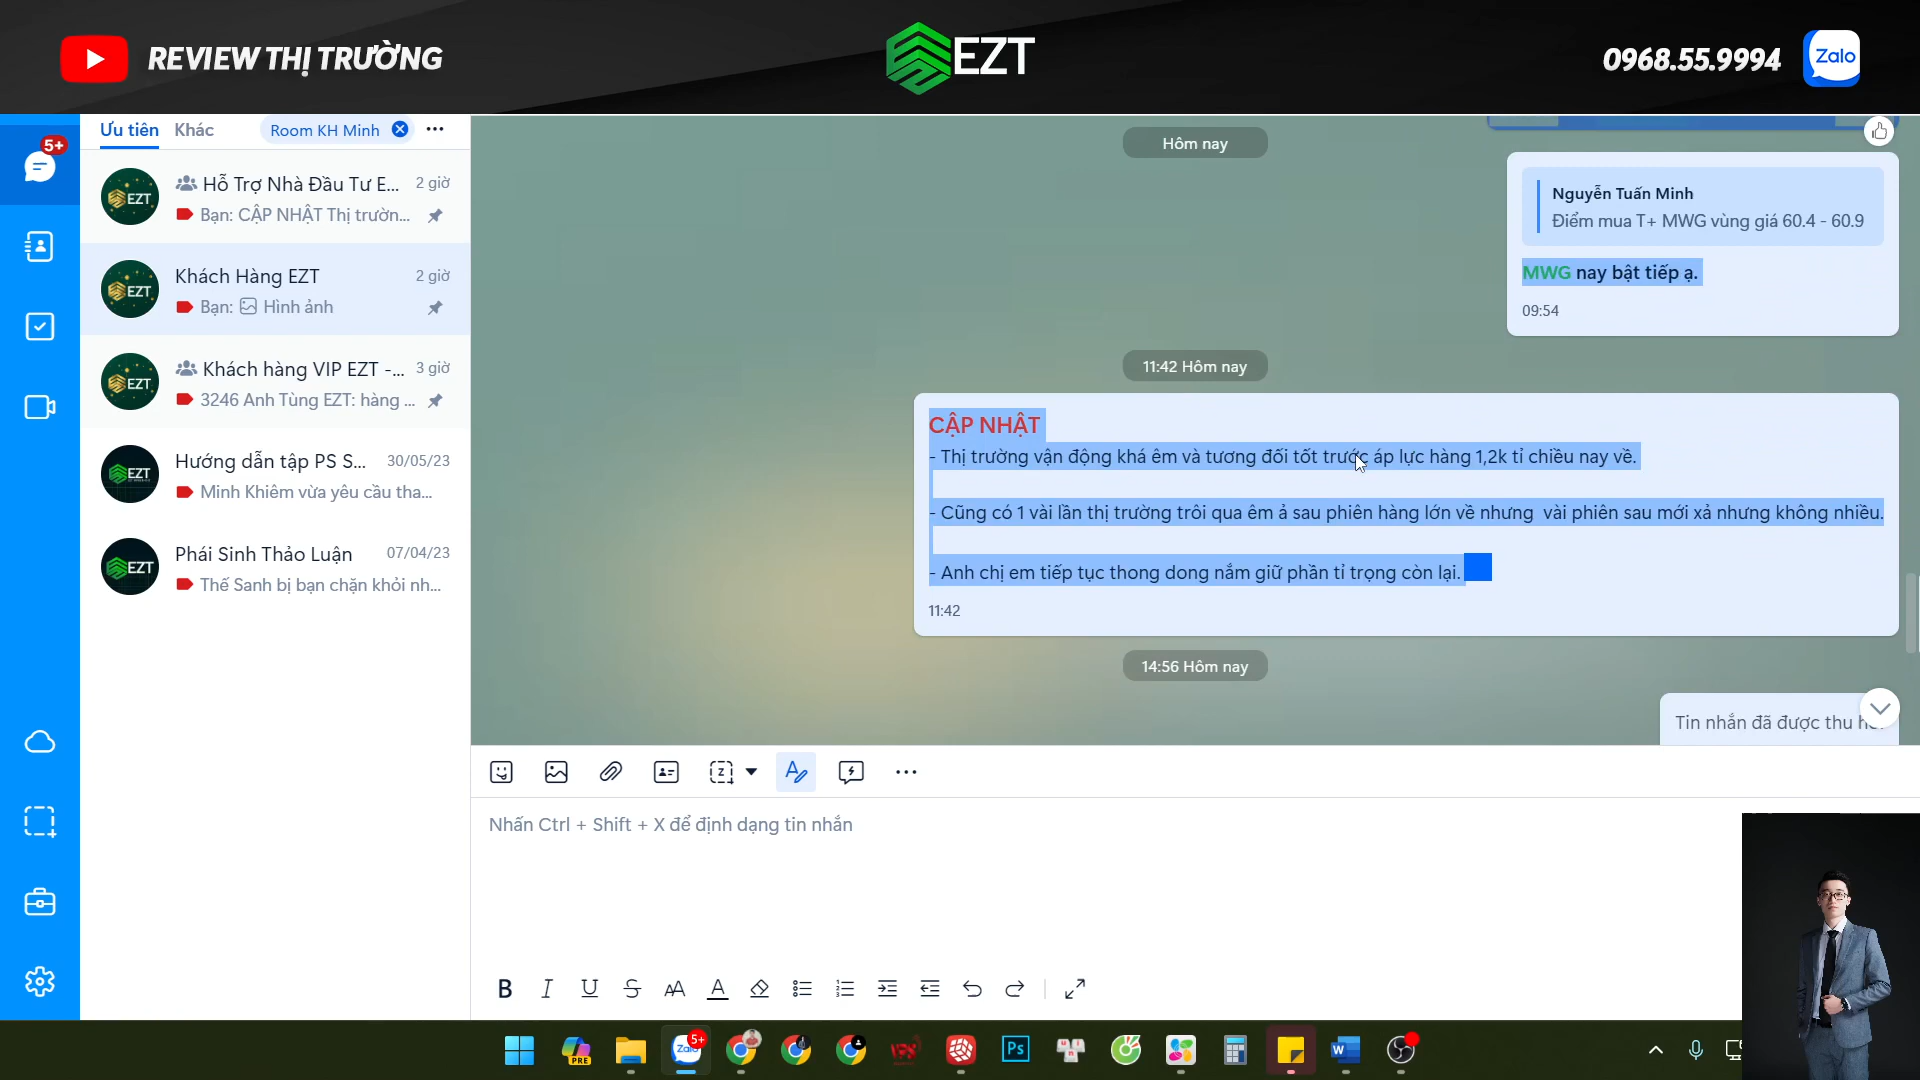 REVIEW THỊ TRƯỜNG
EZT
0968.55.9994
Zalo
5+
Ưu tiên
Khác
Room KH Minh
EZT
Hỗ Trợ Nhà Đầu Tư E...
2 giờ
Bạn: CẬP NHẬT Thị trườn...
EZT
Khách Hàng EZT
2 giờ
Bạn: Hình ảnh
EZT
Khách hàng VIP EZT -...
3 giờ
3246 Anh Tùng EZT: hàng ...
EZT
Hướng dẫn tập PS S...
30/05/23
Minh Khiêm vừa yêu cầu tha...
EZT
Phái Sinh Thảo Luận
07/04/23
Thế Sanh bị bạn chặn khỏi nh...
Hôm nay
Nguyễn Tuấn Minh
Điểm mua T+ MWG vùng giá 60.4 - 60.9
MWG nay bật tiếp ạ.
09:54
11:42 Hôm nay
CẬP NHẬT
- Thị trường vận động khá êm và tương đối tốt trước áp lực hàng 1,2k tỉ chiều nay về.
- Cũng có 1 vài lần thị trường trôi qua êm ả sau phiên hàng lớn về nhưng vài phiên sau mới xả nhưng không nhiều.
- Anh chị em tiếp tục thong dong nắm giữ phần tỉ trọng còn lại.
11:42
14:56 Hôm nay
Tin nhắn đã được thu
Nhấn Ctrl + Shift + X để định dạng tin nhắn
PRE
Zalo
5+
Ps